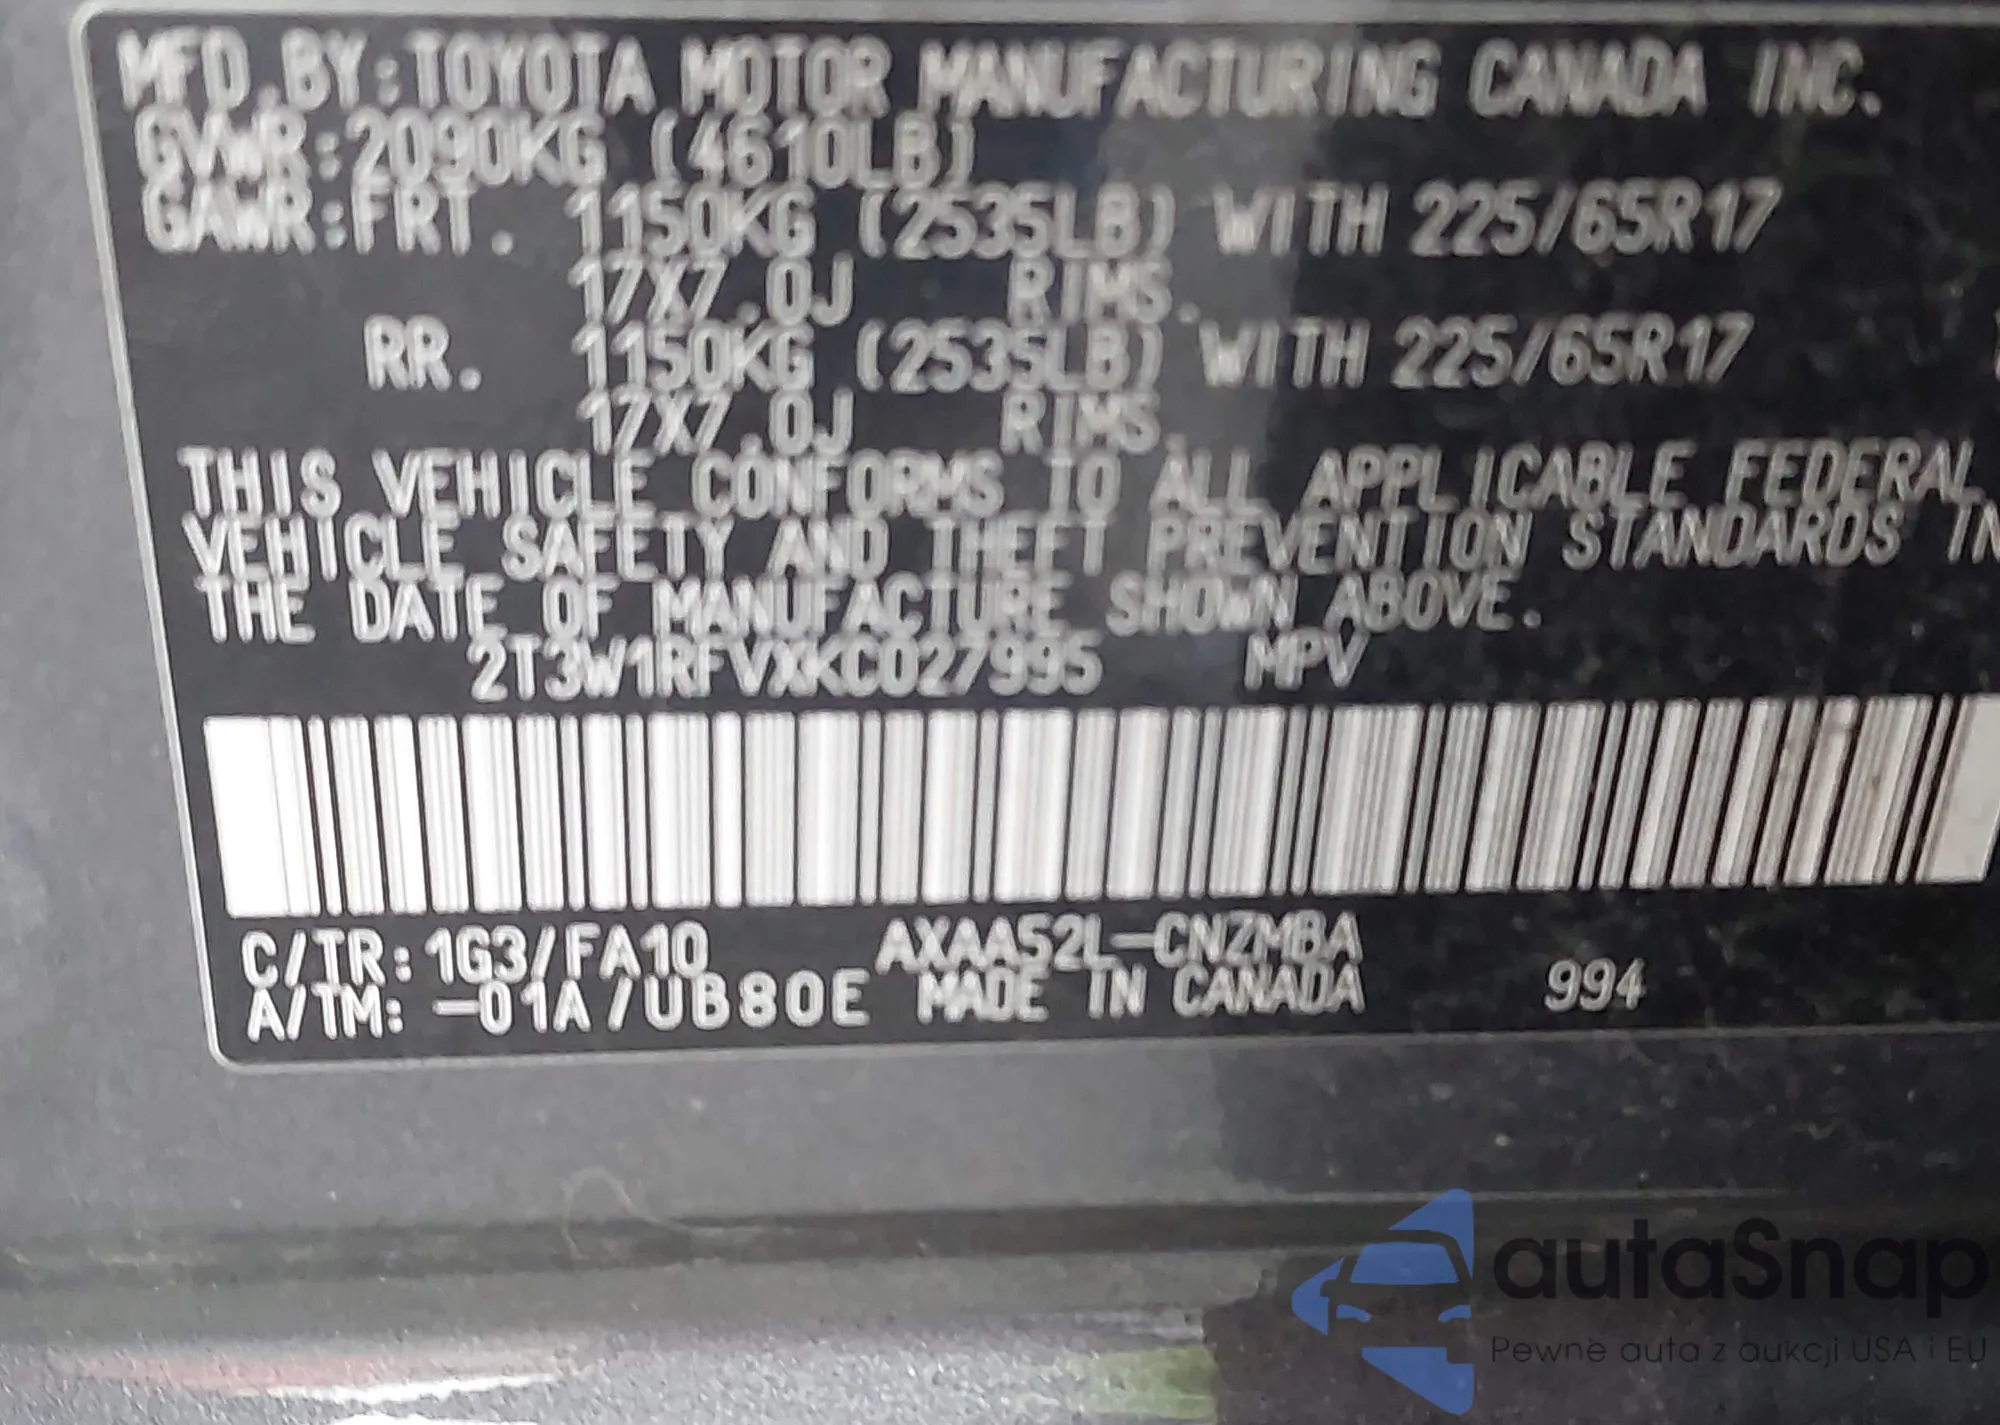 MFD.BY:TOYOTA MOTOR MANUFACTURING CANADA INC.
GVWR:2090KG (4610LB)
GAWR:FRT. 1150KG (2535LB) WITH 225/65R17
17X7.0J RIMS.
RR. 1150KG (2535LB) WITH 225/65R17
17X7.0J RIMS.
THIS VEHICLE CONFORMS TO ALL APPLICABLE FEDERAL
VEHICLE SAFETY AND THEFT PREVENTION STANDARDS IN
THE DATE OF MANUFACTURE SHOWN ABOVE.
2T3W1RFVXKC027995 MPV
C/TR:1G3/FA10 AXAA52L-CNZMBA
A/TM:-01A/UB80E MADE IN CANADA 994
autaSnap
Pewne auta z aukcji USA i EU